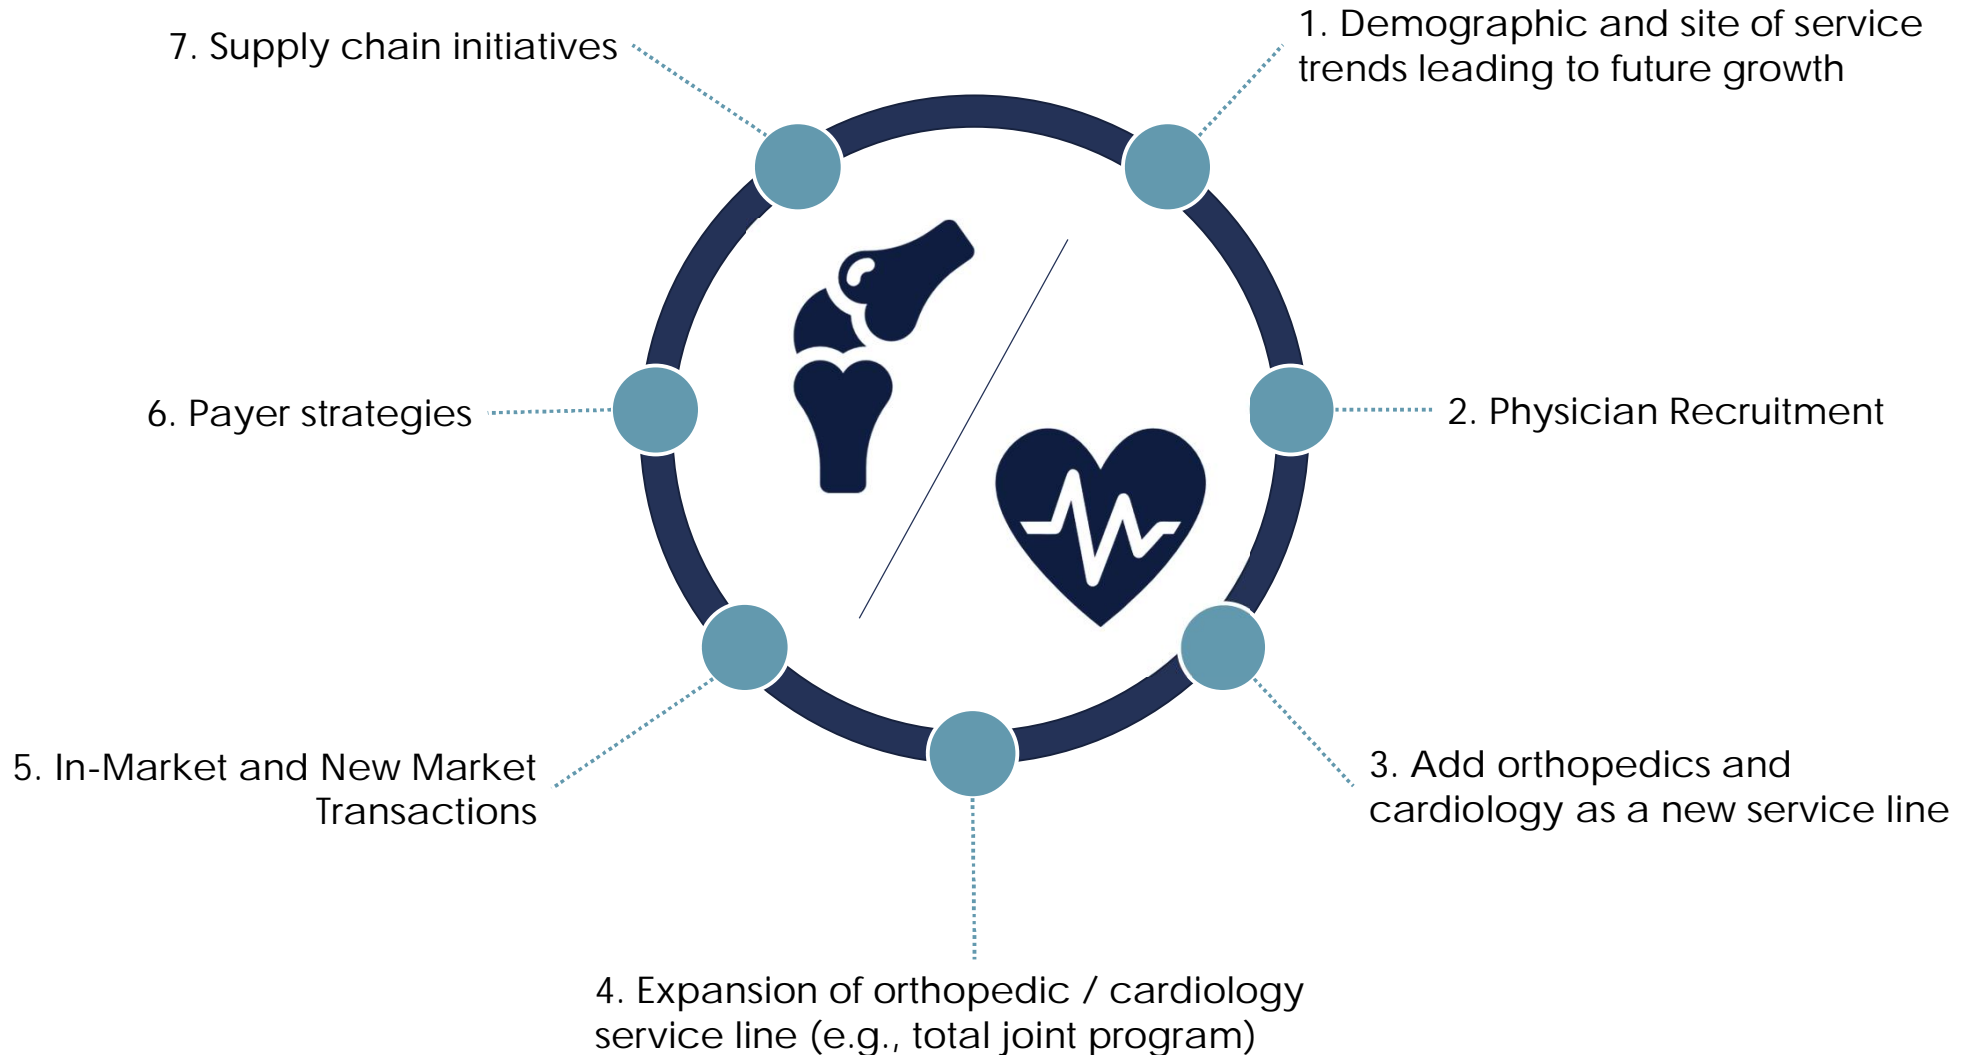 1. Demographic and site of service
trends leading to future growth
2. Physician Recruitment
3. Add orthopedics and
cardiology as a new service line
4. Expansion of orthopedic / cardiology
service line (e.g., total joint program)
5. In-Market and New Market
Transactions
6. Payer strategies
7. Supply chain initiatives